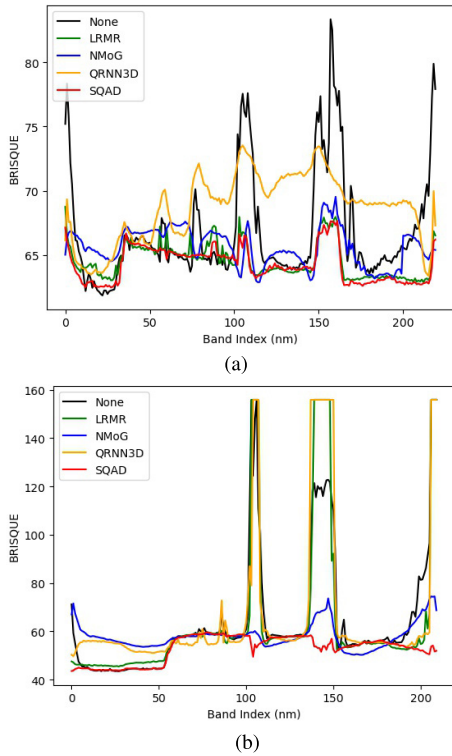 None
LRMR
NMoG
QRNN3D
SQAD
80
75
70
65
BRISQUE
0 50 100 150 200
Band Index (nm)
(a)
None
LRMR
NMoG
QRNN3D
SQAD
160
140
120
100
80
60
40
BRISQUE
0 50 100 150 200
Band Index (nm)
(b)